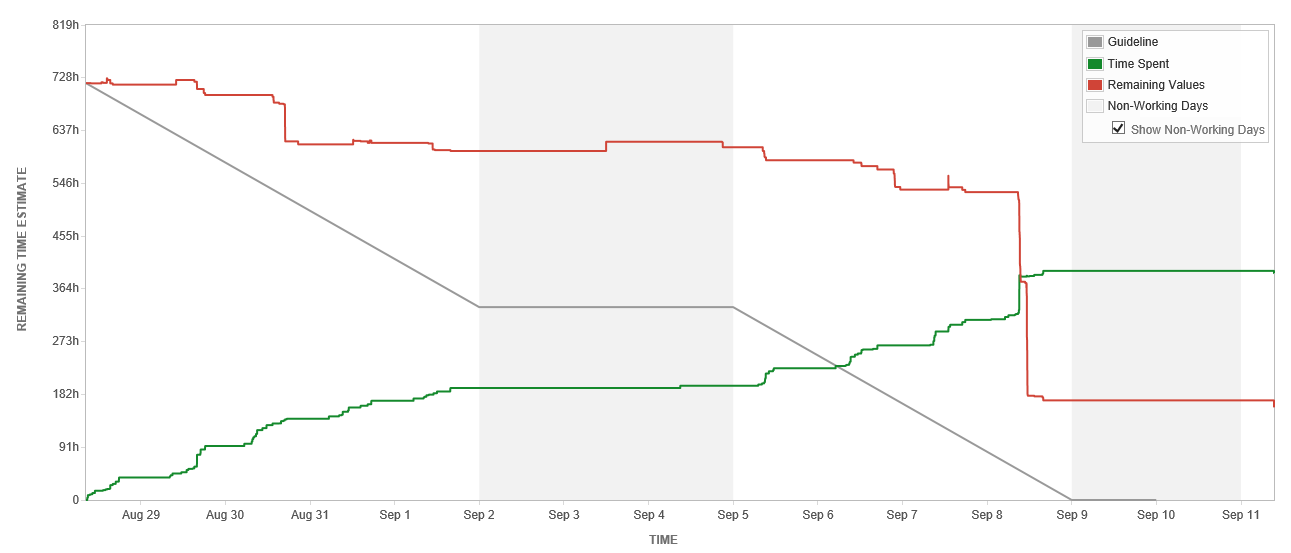 819h
728h
637h
546h
455h
364h
273h
182h
91h
0
REMAINING TIME ESTIMATE
Guideline
Time Spent
Remaining Values
Non-Working Days
Show Non-Working Days
Aug 29 Aug 30 Aug 31 Sep 1 Sep 2 Sep 3 Sep 4 Sep 5 Sep 6 Sep 7 Sep 8 Sep 9 Sep 10 Sep 11
TIME